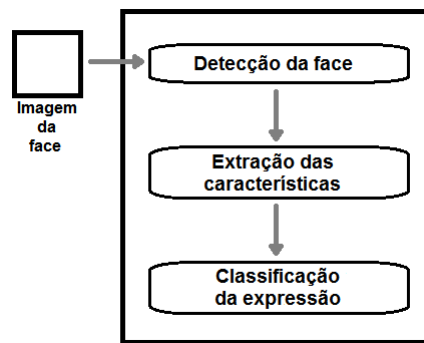 Detecção da face
Imagem
da
face
Extração das
características
Classificação
da expressão